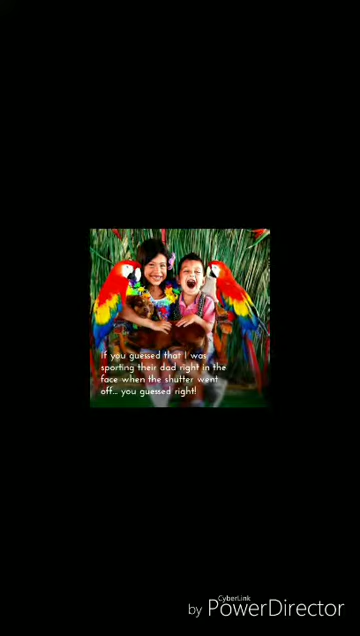 if you guessed that I was
sporting their dad right in the
face when the shutter went
off... you guessed right!
CyberLink
by PowerDirector